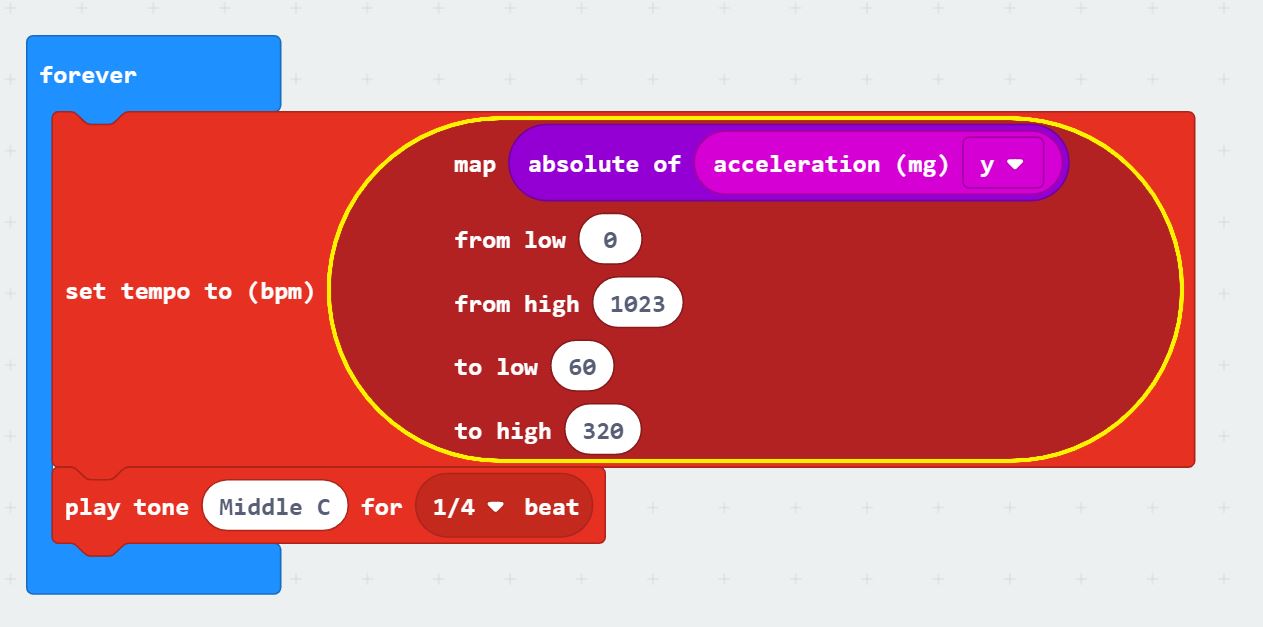 forever
map absolute of acceleration (mg) y
from low 0
set tempo to (bpm)
from high 1023
to low 60
to high 320
play tone Middle C for 1/4 beat